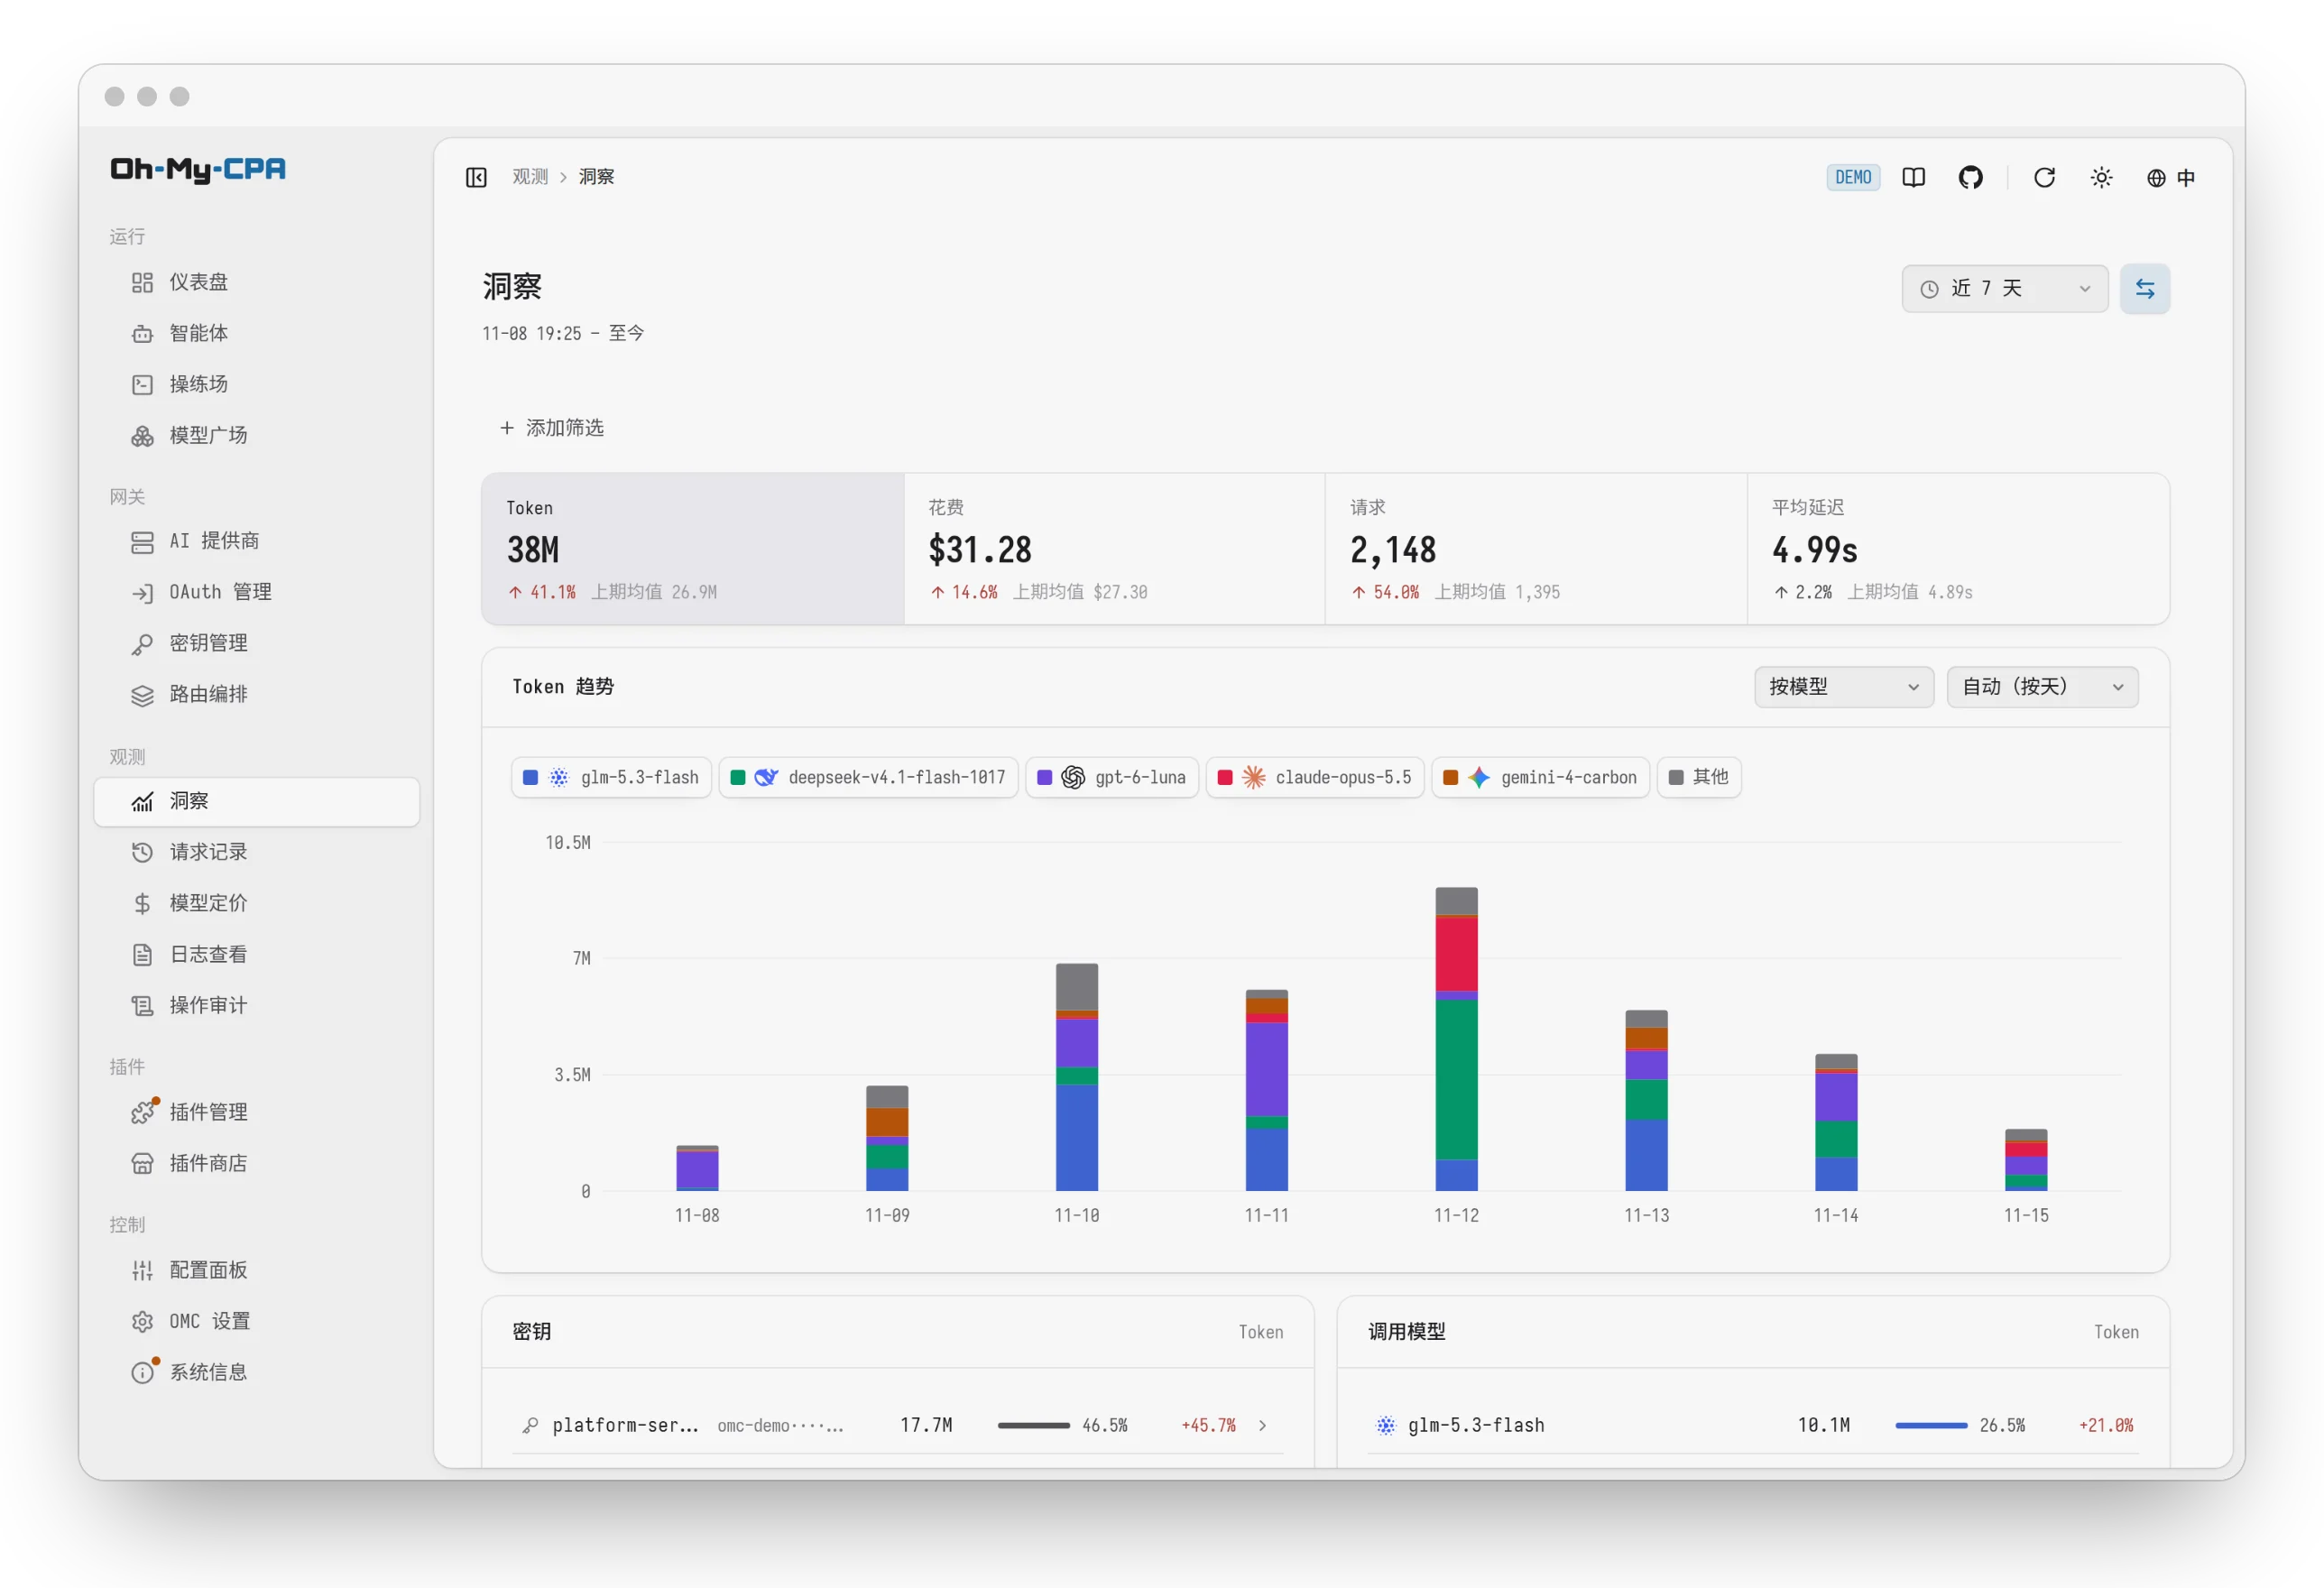 Oh-My-CPA
运行
仪表盘
智能体
操练场
模型广场
网关
AI 提供商
OAuth 管理
密钥管理
路由编排
观测
洞察
请求记录
模型定价
日志查看
操作审计
插件
插件管理
插件商店
控制
配置面板
OMC 设置
系统信息
观测 > 洞察
DEMO
中
洞察
近 7 天
11-08 19:25 – 至今
+ 添加筛选
Token
38M
↑ 41.1% 上期均值 26.9M
花费
$31.28
↑ 14.6% 上期均值 $27.30
请求
2,148
↑ 54.0% 上期均值 1,395
平均延迟
4.99s
↑ 2.2% 上期均值 4.89s
Token 趋势
按模型
自动（按天）
glm-5.3-flash
deepseek-v4.1-flash-1017
gpt-6-luna
claude-opus-5.5
gemini-4-carbon
其他
10.5M
7M
3.5M
0
11-08
11-09
11-10
11-11
11-12
11-13
11-14
11-15
密钥
Token
platform-ser... omc-demo····... 17.7M 46.5% +45.7%
调用模型
Token
glm-5.3-flash 10.1M 26.5% +21.0%